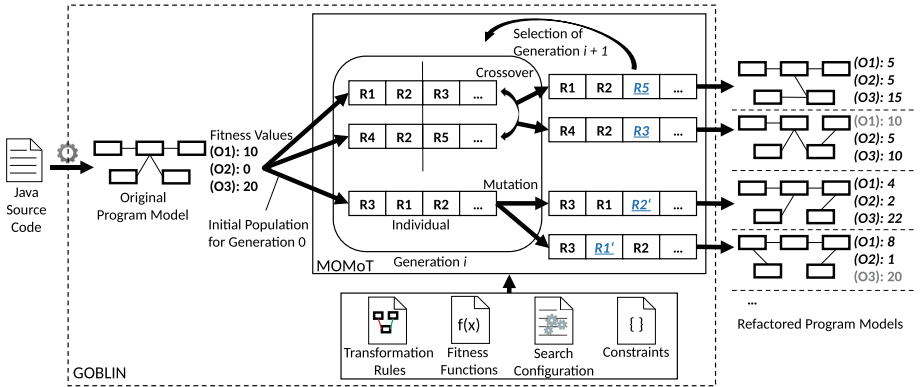 Java
Source
Code
Original
Program Model
Fitness Values
(O1): 10
(O2): 0
(O3): 20
Initial Population
for Generation 0
Selection of
Generation i + 1
Crossover
R1 R2 R3 ...
R4 R2 R5 ...
R3 R1 R2 ...
Individual
Mutation
Generation i
MOMoT
R1 R2 R5 ...
R4 R2 R3 ...
R3 R1 R2' ...
R3 R1' R2 ...
(O1): 5
(O2): 5
(O3): 15
(O1): 10
(O2): 5
(O3): 10
(O1): 4
(O2): 2
(O3): 22
(O1): 8
(O2): 1
(O3): 20
...
Refactored Program Models
f(x)
{ }
Transformation
Rules
Fitness
Functions
Search
Configuration
Constraints
GOBLIN